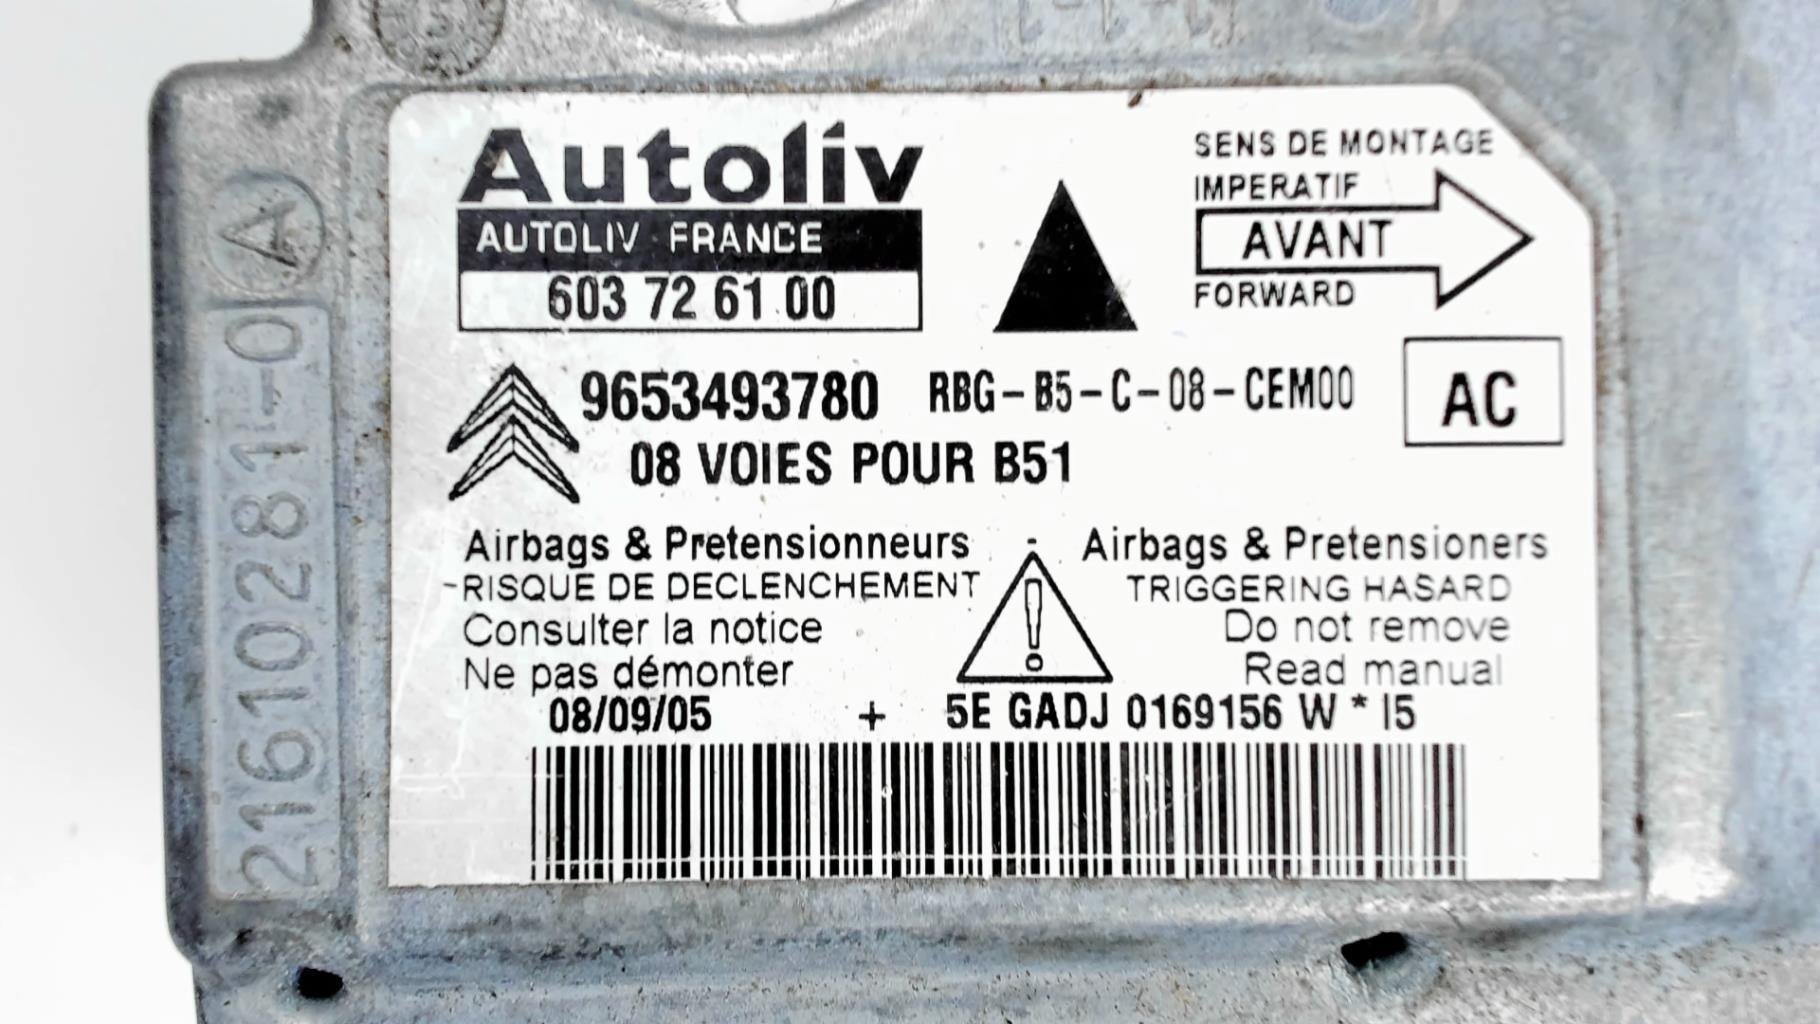 Autoliv
AUTOLIV FRANCE
603 72 61 00
SENS DE MONTAGE
IMPERATIF
AVANT
FORWARD
9653493780 RBG-B5-C-08-CEM00
AC
08 VOIES POUR B51
Airbags & Pretensionneurs
-RISQUE DE DECLENCHEMENT
Consulter la notice
Ne pas démonter
Airbags & Pretensioners
TRIGGERING HASARD
Do not remove
Read manual
08/09/05 + 5E GADJ 0169156 W * I5
21610281-0 A